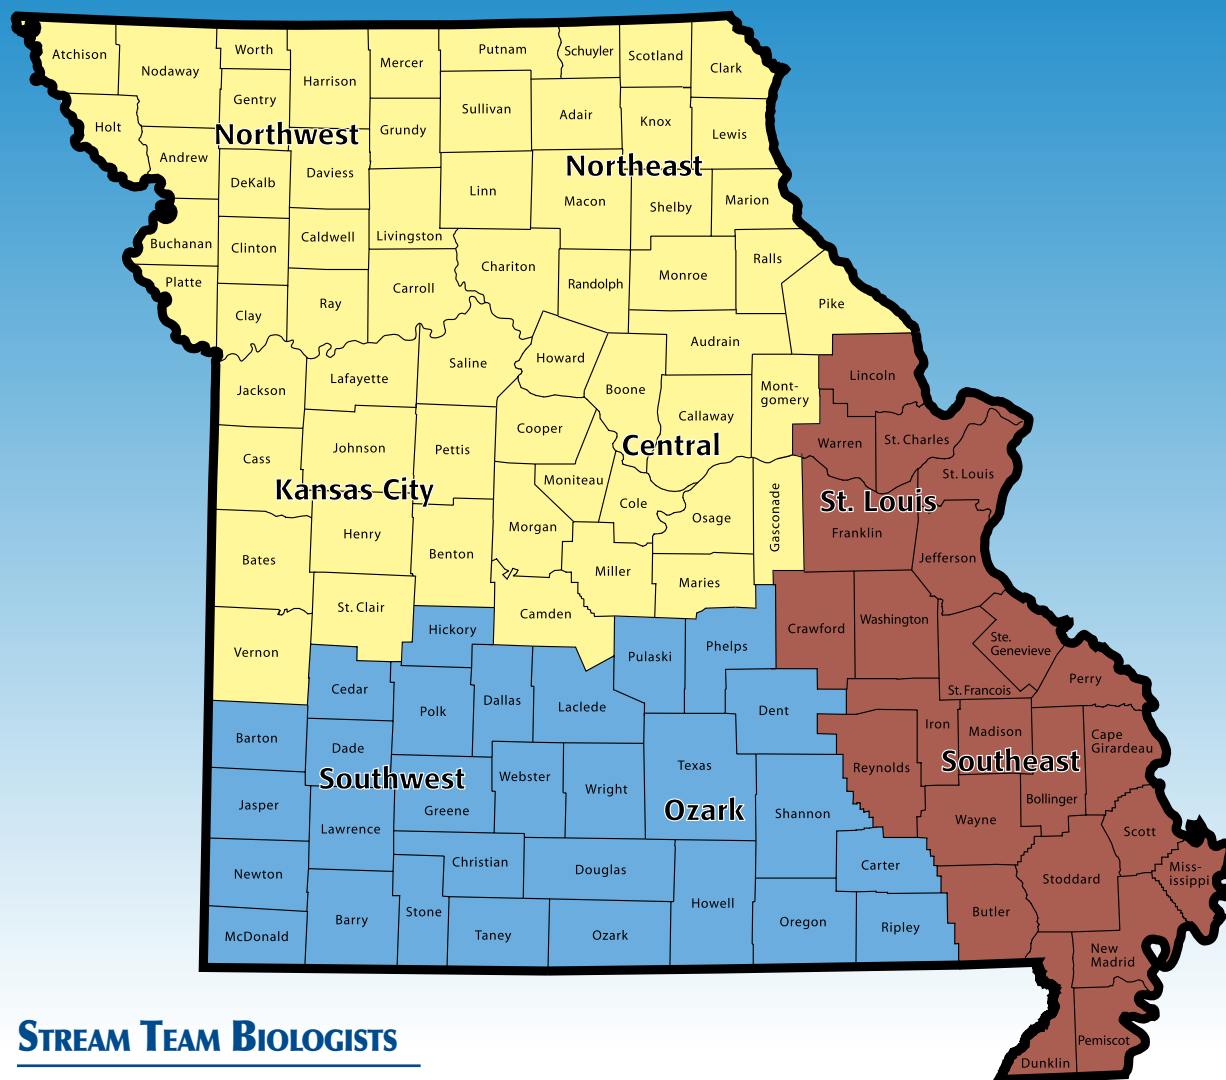 Atchison
Nodaway
Worth
Harrison
Mercer
Putnam
Schuyler
Scotland
Clark
Gentry
Holt
Northwest
Grundy
Sullivan
Adair
Knox
Lewis
Andrew
DeKalb
Daviess
Northeast
Linn
Macon
Shelby
Marion
Buchanan
Clinton
Caldwell
Livingston
Chariton
Randolph
Monroe
Ralls
Platte
Clay
Ray
Carroll
Pike
Audrain
Jackson
Lafayette
Saline
Howard
Boone
Callaway
Mont-
gomery
Lincoln
Cass
Johnson
Pettis
Cooper
Central
Warren
St. Charles
Kansas City
Moniteau
Cole
Osage
Gasconade
St. Louis
St. Louis
Franklin
Jefferson
Bates
Henry
Benton
Morgan
Miller
Maries
St. Clair
Camden
Vernon
Hickory
Pulaski
Phelps
Crawford
Washington
Ste.
Genevieve
St. Francois
Perry
Cedar
Polk
Dallas
Laclede
Dent
Iron
Madison
Cape
Girardeau
Barton
Dade
Southwest
Webster
Wright
Texas
Ozark
Reynolds
Southeast
Jasper
Lawrence
Greene
Shannon
Wayne
Bollinger
Scott
Newton
Christian
Douglas
Carter
Stoddard
Miss-
issippi
McDonald
Barry
Stone
Taney
Ozark
Howell
Oregon
Ripley
Butler
New
Madrid
Pemiscot
Dunklin
STREAM TEAM BIOLOGISTS